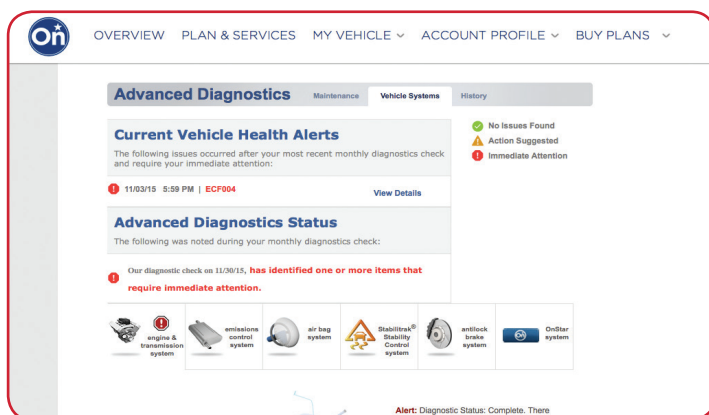 On
OVERVIEW PLAN & SERVICES MY VEHICLE ACCOUNT PROFILE BUY PLANS
Advanced Diagnostics Maintenance Vehicle Systems History
No Issues Found
Action Suggested
Immediate Attention
Current Vehicle Health Alerts
The following issues occurred after your most recent monthly diagnostics check
and require your immediate attention:
11/03/15 5:59 PM | ECF004 View Details
Advanced Diagnostics Status
The following was noted during your monthly diagnostics check:
Our diagnostic check on 11/30/15, has identified one or more items that
require immediate attention.
engine &
transmission
system
emissions
control
system
air bag
system
Stabilitrak®
Stability
Control
system
antilock
brake
system
OnStar
system
Alert: Diagnostic Status: Complete. There